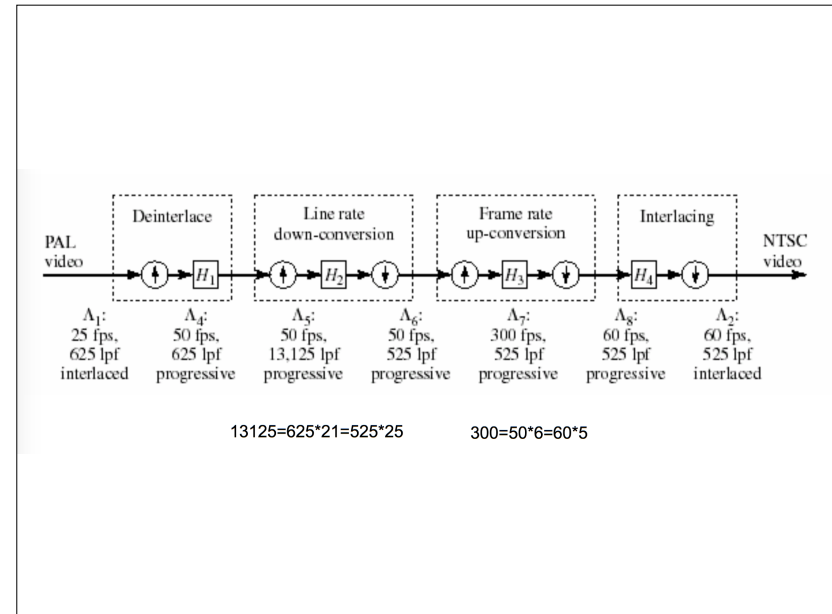 Deinterlace
Line rate
down-conversion
Frame rate
up-conversion
Interlacing
PAL
video
H1
H2
H3
H4
NTSC
video
Λ1:
25 fps,
625 lpf
interlaced
Λ4:
50 fps,
625 lpf
progressive
Λ5:
50 fps,
13,125 lpf
progressive
Λ6:
50 fps,
525 lpf
progressive
Λ7:
300 fps,
525 lpf
progressive
Λ8:
60 fps,
525 lpf
progressive
Λ2:
60 fps,
525 lpf
interlaced
13125=625*21=525*25
300=50*6=60*5